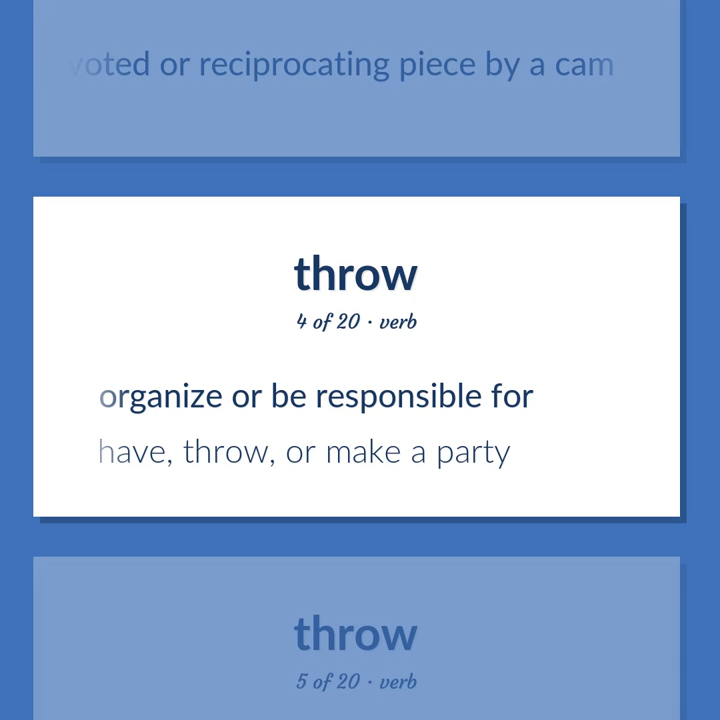 voted or reciprocating piece by a cam
throw
4 of 20 · verb
organize or be responsible for
have, throw, or make a party
throw
5 of 20 · verb